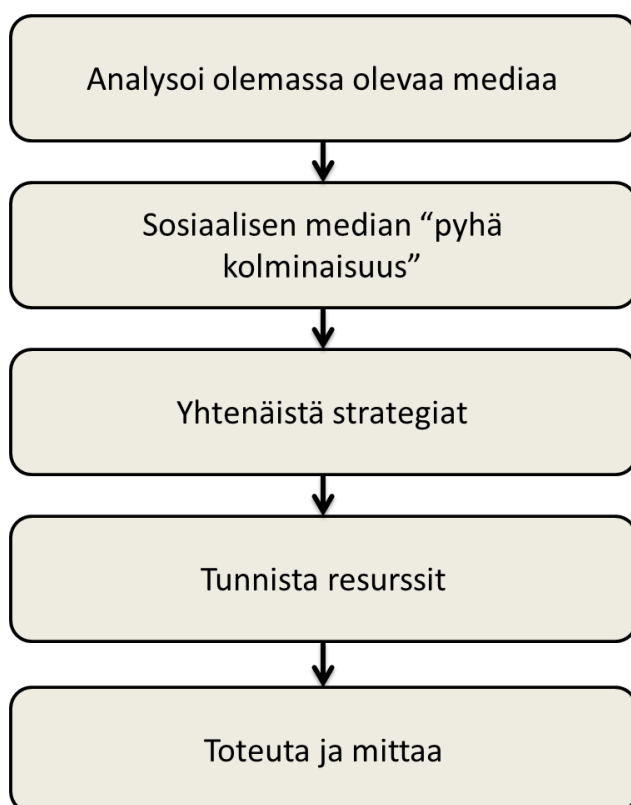 Analysoi olemassa olevaa mediaa
Sosiaalisen median “pyhä
kolminaisuus”
Yhtenäistä strategiat
Tunnista resurssit
Toteuta ja mittaa